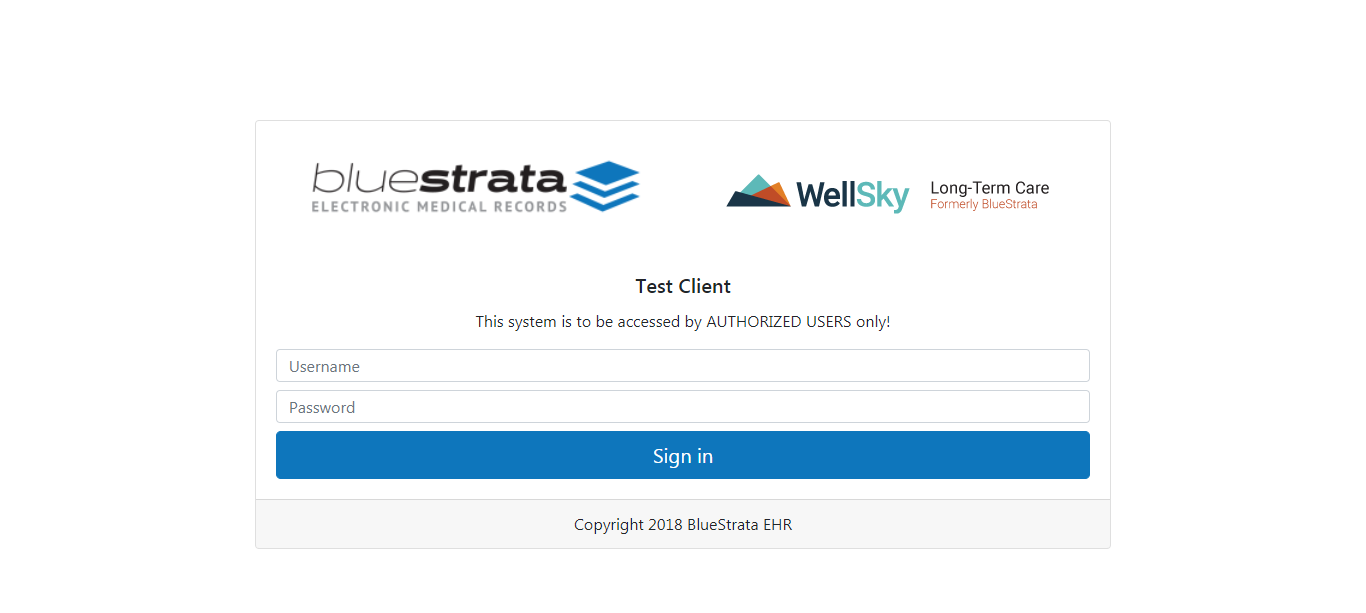 bluestrata
ELECTRONIC MEDICAL RECORDS
WellSky
Long-Term Care
Formerly BlueStrata
Test Client
This system is to be accessed by AUTHORIZED USERS only!
Username
Password
Sign in
Copyright 2018 BlueStrata EHR